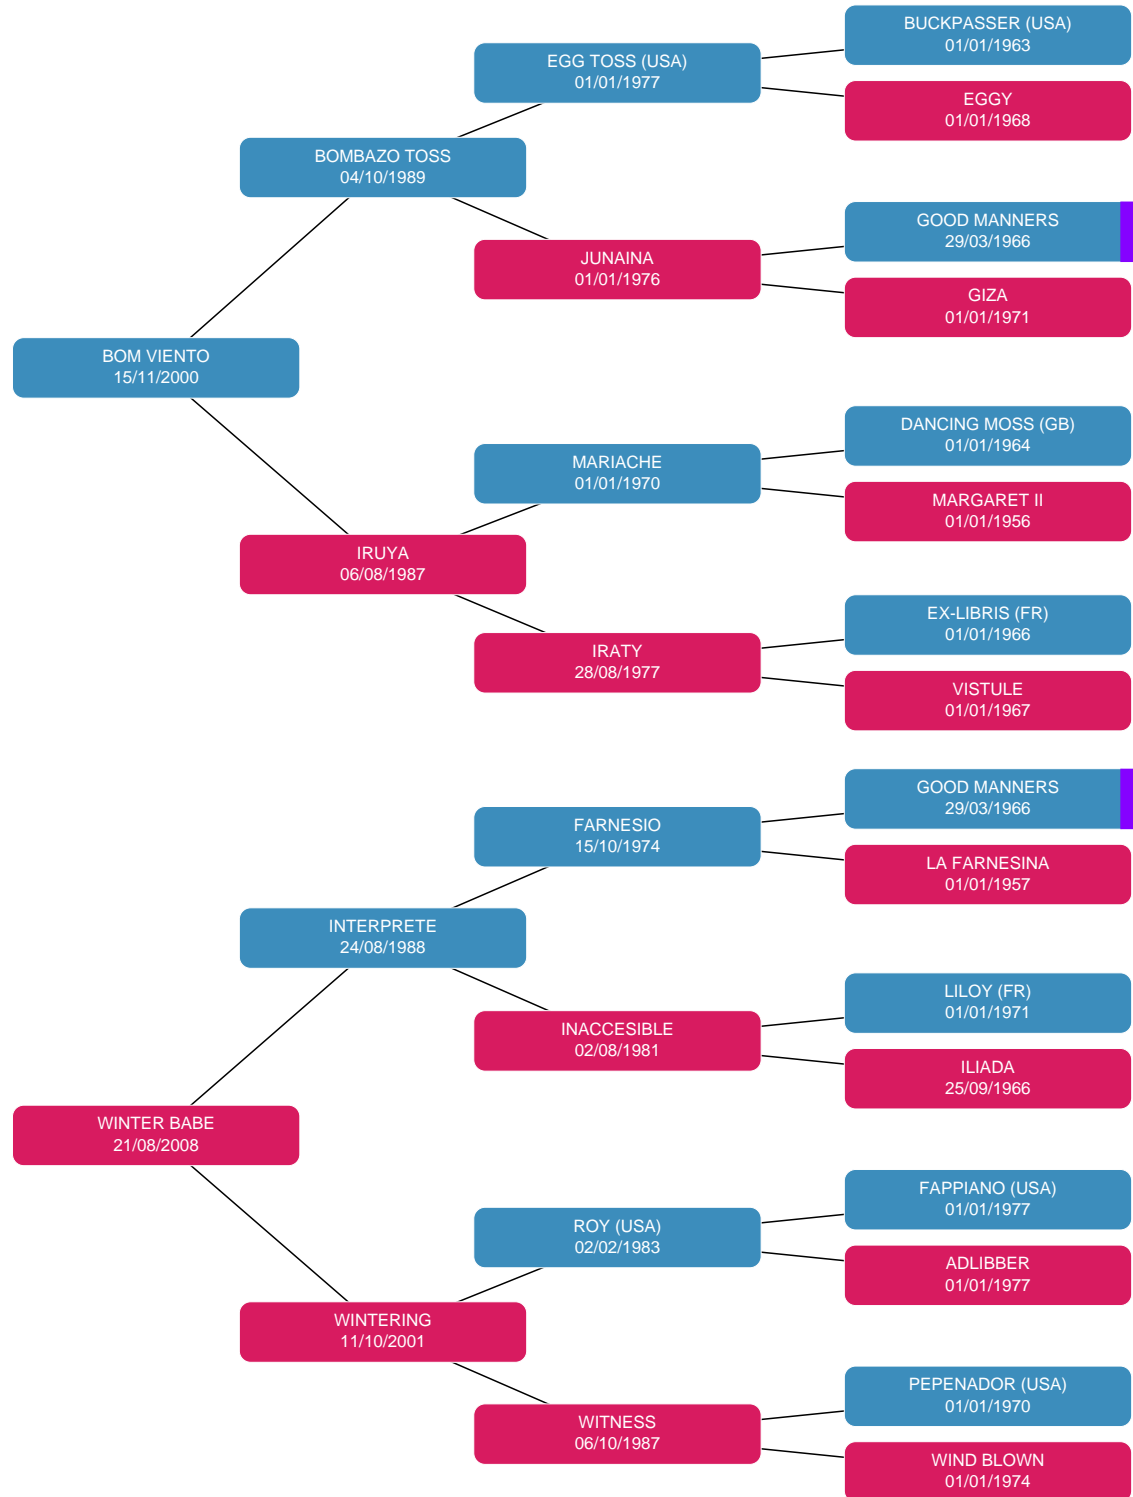 BUCKPASSER (USA)
01/01/1963
EGG TOSS (USA)
01/01/1977
EGGY
01/01/1968
BOMBAZO TOSS
04/10/1989
GOOD MANNERS
29/03/1966
JUNAINA
01/01/1976
GIZA
01/01/1971
BOM VIENTO
15/11/2000
DANCING MOSS (GB)
01/01/1964
MARIACHE
01/01/1970
MARGARET II
01/01/1956
IRUYA
06/08/1987
EX-LIBRIS (FR)
01/01/1966
IRATY
28/08/1977
VISTULE
01/01/1967
GOOD MANNERS
29/03/1966
FARNESIO
15/10/1974
LA FARNESINA
01/01/1957
INTERPRETE
24/08/1988
LILOY (FR)
01/01/1971
INACCESIBLE
02/08/1981
ILIADA
25/09/1966
WINTER BABE
21/08/2008
FAPPIANO (USA)
01/01/1977
ROY (USA)
02/02/1983
ADLIBBER
01/01/1977
WINTERING
11/10/2001
PEPENADOR (USA)
01/01/1970
WITNESS
06/10/1987
WIND BLOWN
01/01/1974